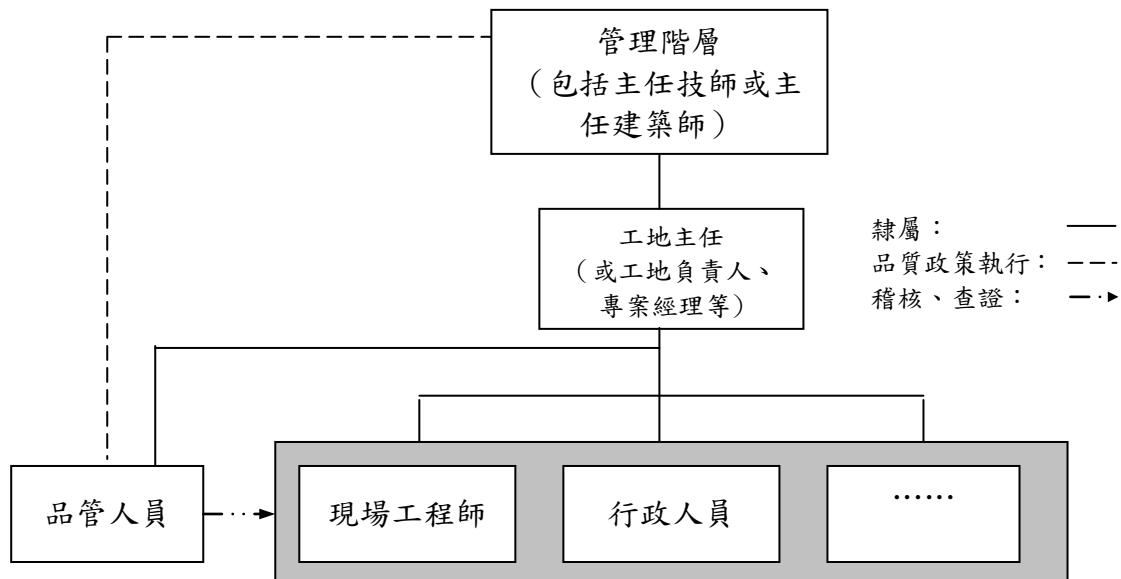 管理階層
（包括主任技師或主
任建築師）
工地主任
（或工地負責人、
專案經理等）
隸屬：
品質政策執行：
稽核、查證：
品管人員
現場工程師
行政人員
……